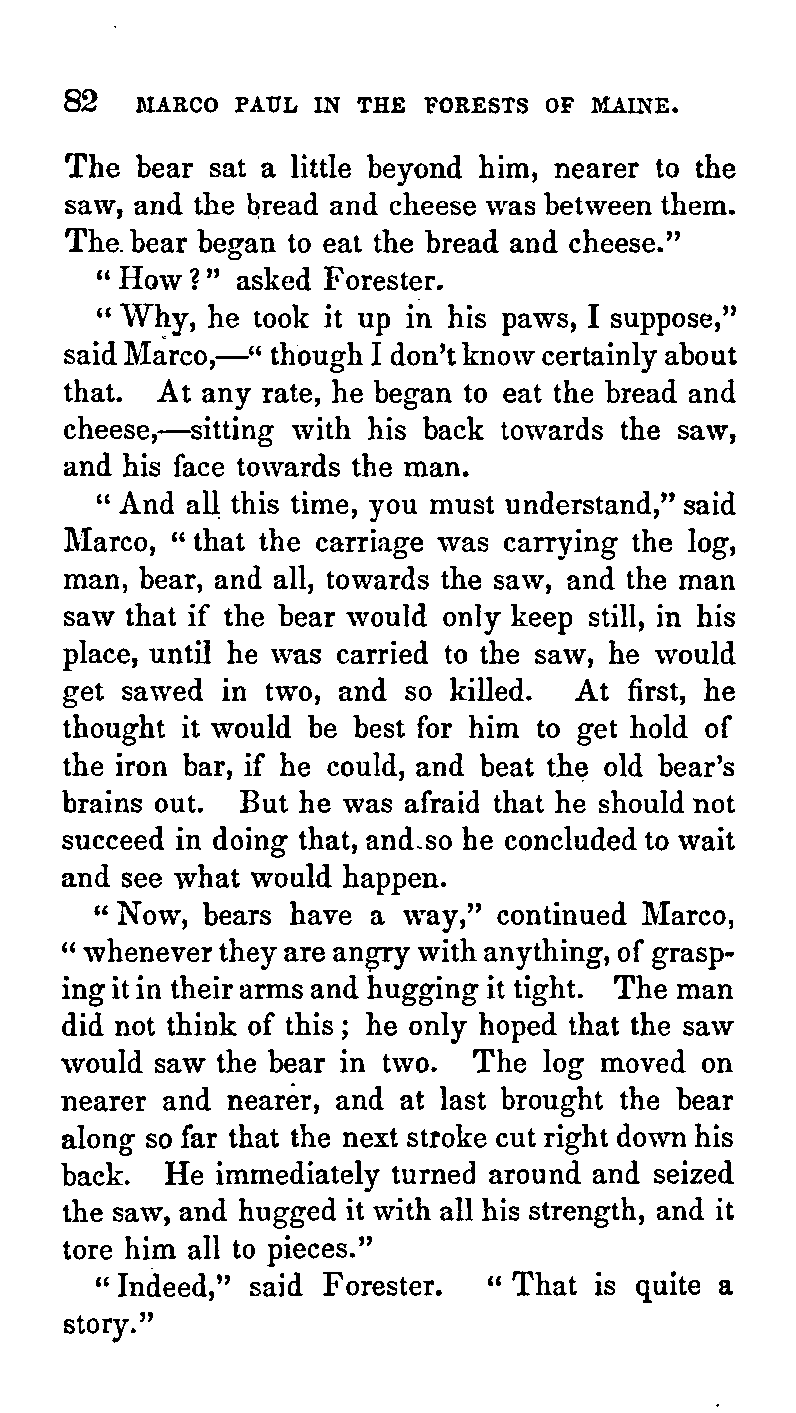 82 MARCO PAUL IN THE FORESTS OF MAINE.
The bear sat a little beyond him, nearer to the
saw, and the bread and cheese was between them.
The bear began to eat the bread and cheese.”
“ How ? ” asked Forester.
“ Why, he took it up in his paws, I suppose,”
said Marco,—“ though I don’t know certainly about
that. At any rate, he began to eat the bread and
cheese,—sitting with his back towards the saw,
and his face towards the man.
“ And all this time, you must understand,” said
Marco, “ that the carriage was carrying the log,
man, bear, and all, towards the saw, and the man
saw that if the bear would only keep still, in his
place, until he was carried to the saw, he would
get sawed in two, and so killed. At first, he
thought it would be best for him to get hold of
the iron bar, if he could, and beat the old bear’s
brains out. But he was afraid that he should not
succeed in doing that, and so he concluded to wait
and see what would happen.
“ Now, bears have a way,” continued Marco,
“ whenever they are angry with anything, of grasp-
ing it in their arms and hugging it tight. The man
did not think of this ; he only hoped that the saw
would saw the bear in two. The log moved on
nearer and nearer, and at last brought the bear
along so far that the next stroke cut right down his
back. He immediately turned around and seized
the saw, and hugged it with all his strength, and it
tore him all to pieces.”
“ Indeed,” said Forester. “ That is quite a
story.”